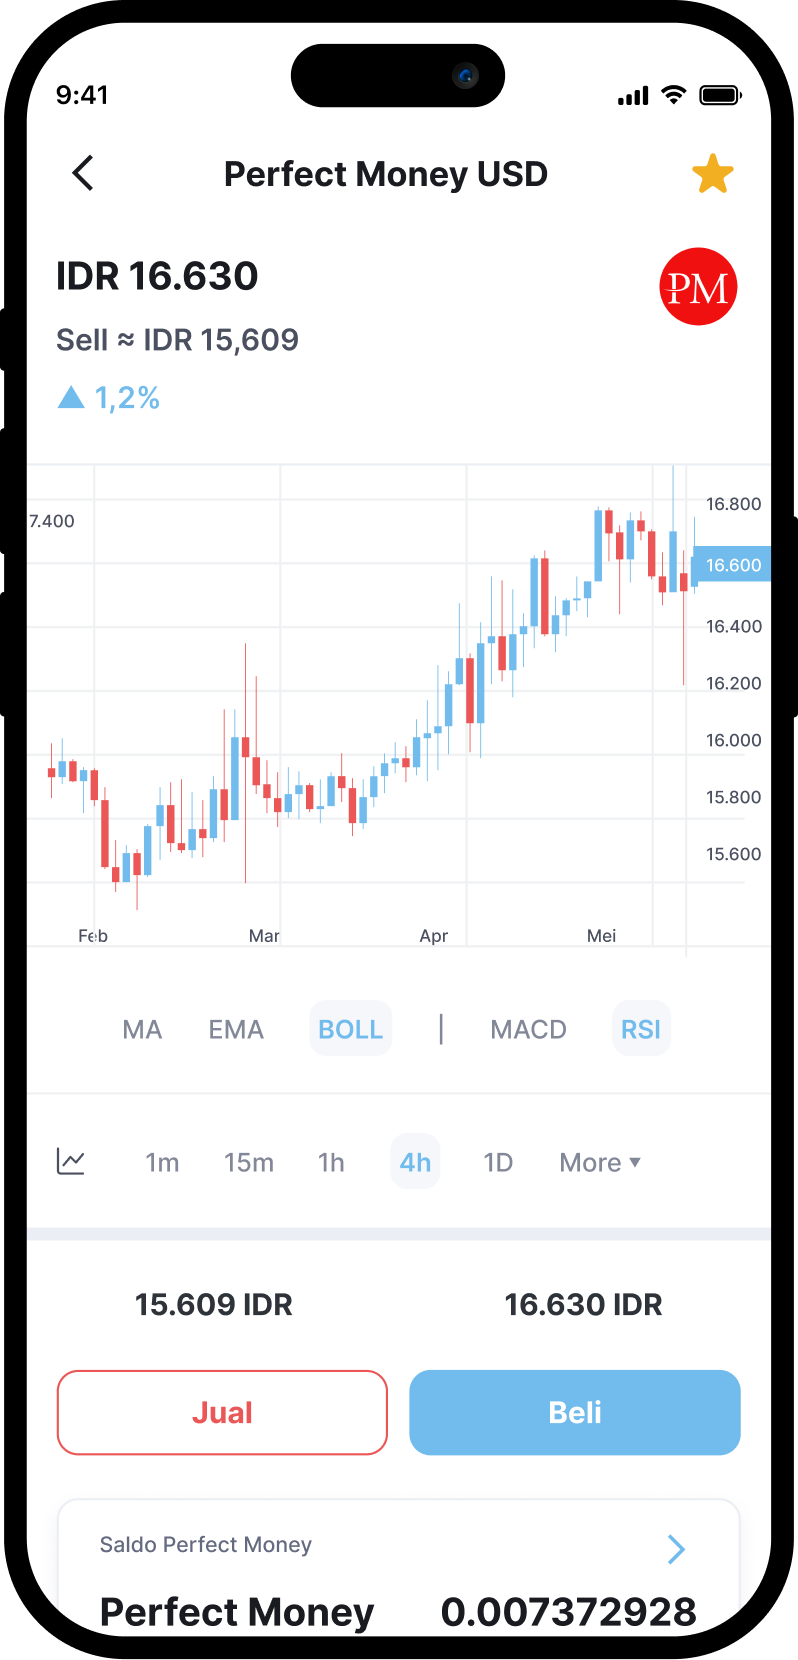 9:41
Perfect Money USD
IDR 16.630
PM
Sell ≈ IDR 15,609
▲ 1,2%
16.800
7.400
16.600
16.400
16.200
16.000
15.800
15.600
Feb Mar Apr Mei
MA EMA BOLL | MACD RSI
1m 15m 1h 4h 1D More ▾
15.609 IDR 16.630 IDR
Jual Beli
Saldo Perfect Money
Perfect Money 0.007372928